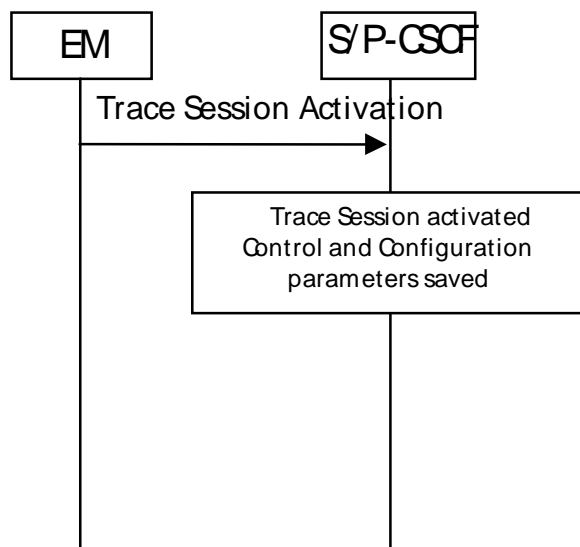 EM
S/P-CSCF
Trace Session Activation
Trace Session activated
Control and Configuration
parameters saved